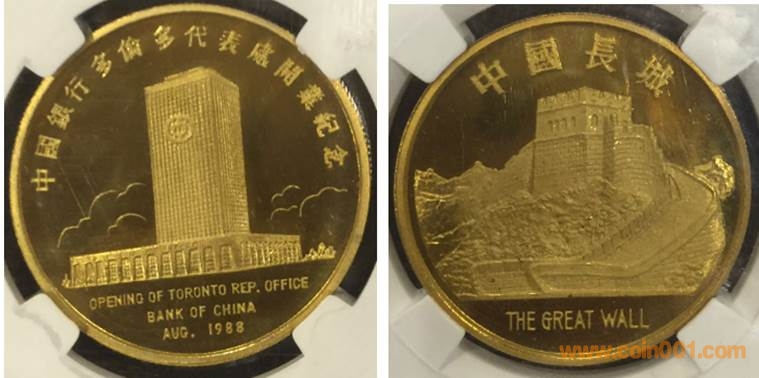 中國銀行多倫多代表處開業紀念
OPENING OF TORONTO REP. OFFICE
BANK OF CHINA
AUG. 1988
中國長城
THE GREAT WALL
www.coin001.com